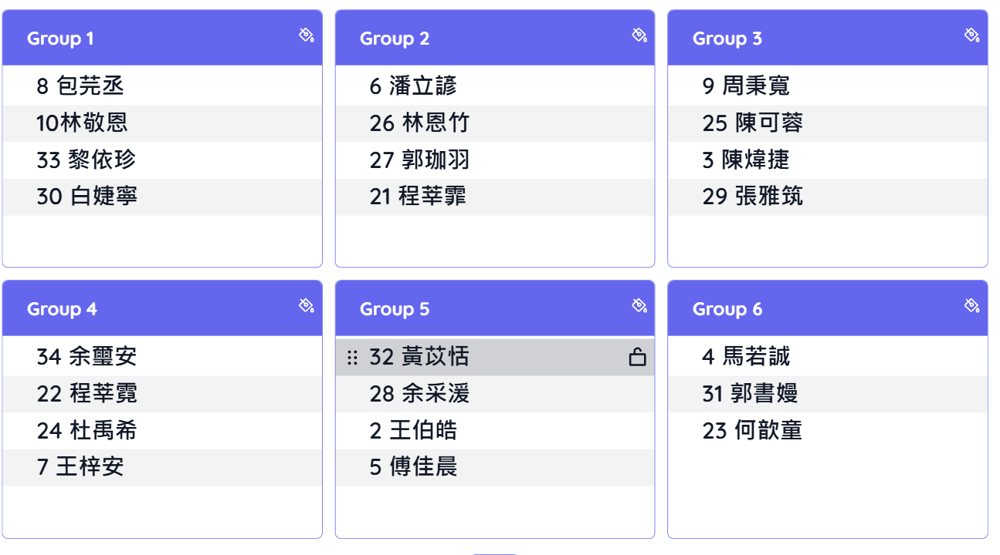 Group 1
8 包芫丞
10林敬恩
33 黎依珍
30 白婕寧
Group 2
6 潘立諺
26 林恩竹
27 郭珈羽
21 程莘霏
Group 3
9 周秉寬
25 陳可蓉
3 陳煒捷
29 張雅筑
Group 4
34 余璽安
22 程莘霓
24 杜禹希
7 王梓安
Group 5
32 黃苡恬
28 余采湲
2 王伯皓
5 傅佳晨
Group 6
4 馬若誠
31 郭書嫚
23 何歆童